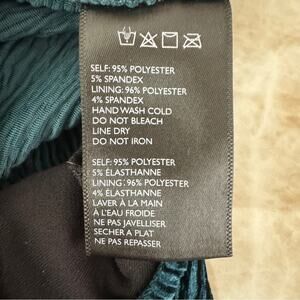 SELF: 95% POLYESTER
5% SPANDEX
LINING: 96% POLYESTER
4% SPANDEX
HAND WASH COLD
DO NOT BLEACH
LINE DRY
DO NOT IRON
SELF: 95% POLYESTER
5% ÉLASTHANNE
LINING: 96% POLYESTER
4% ÉLASTHANNE
LAVER À LA MAIN
À L'EAU FROIDE
NE PAS JAVELLISER
SECHER A PLAT
NE PAS REPASSER